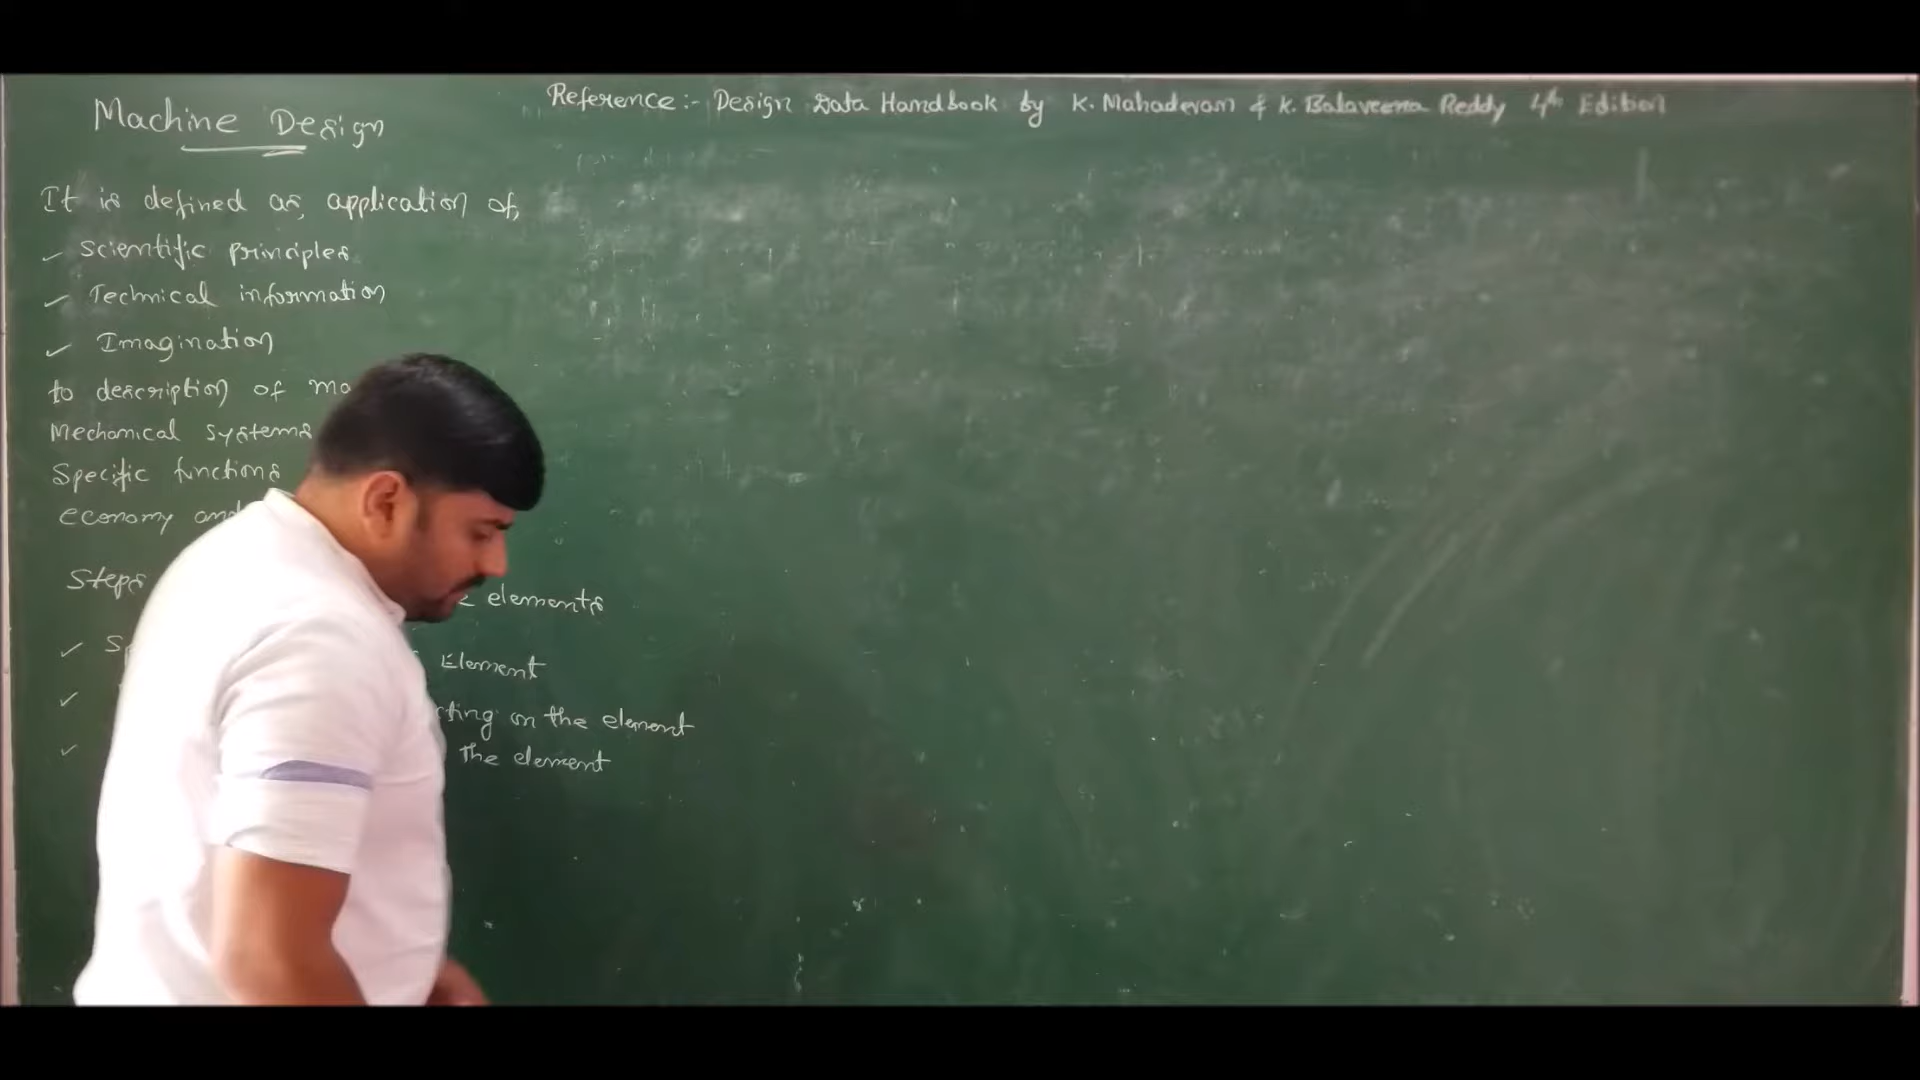 Machine Design
Reference:- Design Data Handbook by K. Mahadevan & K. Balaveera Reddy 4th Edition
It is defined as, application of,
✓ Scientific principles
✓ Technical information
✓ Imagination
to description of
Mechanical systems
Specific functions
economy and
Steps elements
✓ Element
✓ on the element
✓ the element